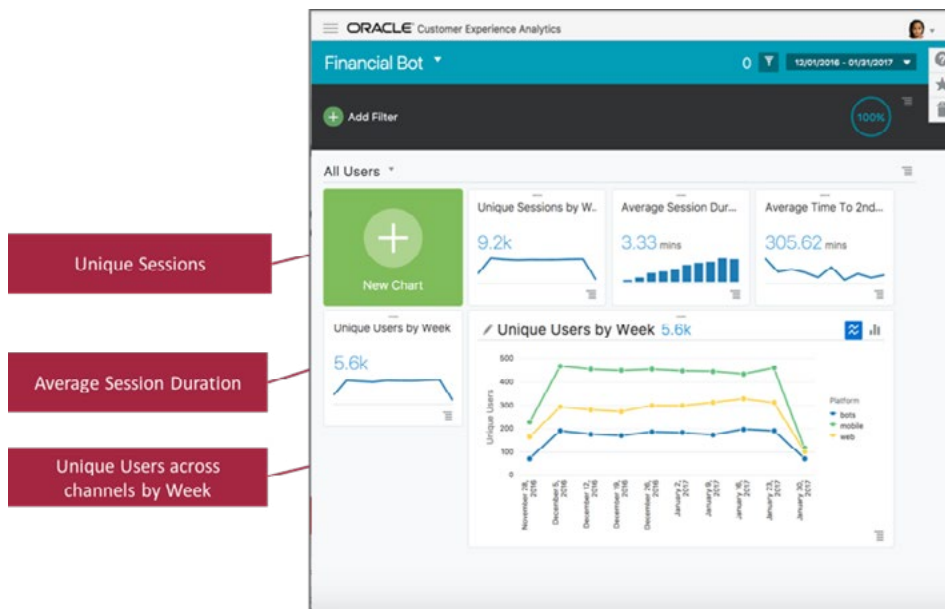 ORACLE Customer Experience Analytics
Financial Bot
0
12/01/2016 - 01/31/2017
Add Filter
100%
All Users
New Chart
Unique Sessions by W..
9.2k
Average Session Dur...
3.33 mins
Average Time To 2nd...
305.62 mins
Unique Users by Week
5.6k
Unique Users by Week 5.6k
Unique Users
500
400
300
200
100
0
November 28,
2016
December 5,
2016
December 12,
2016
December 19,
2016
December 26,
2016
January 2,
2017
January 9,
2017
January 16,
2017
January 23,
2017
January 30,
2017
Platform
bots
mobile
web
Unique Sessions
Average Session Duration
Unique Users across
channels by Week